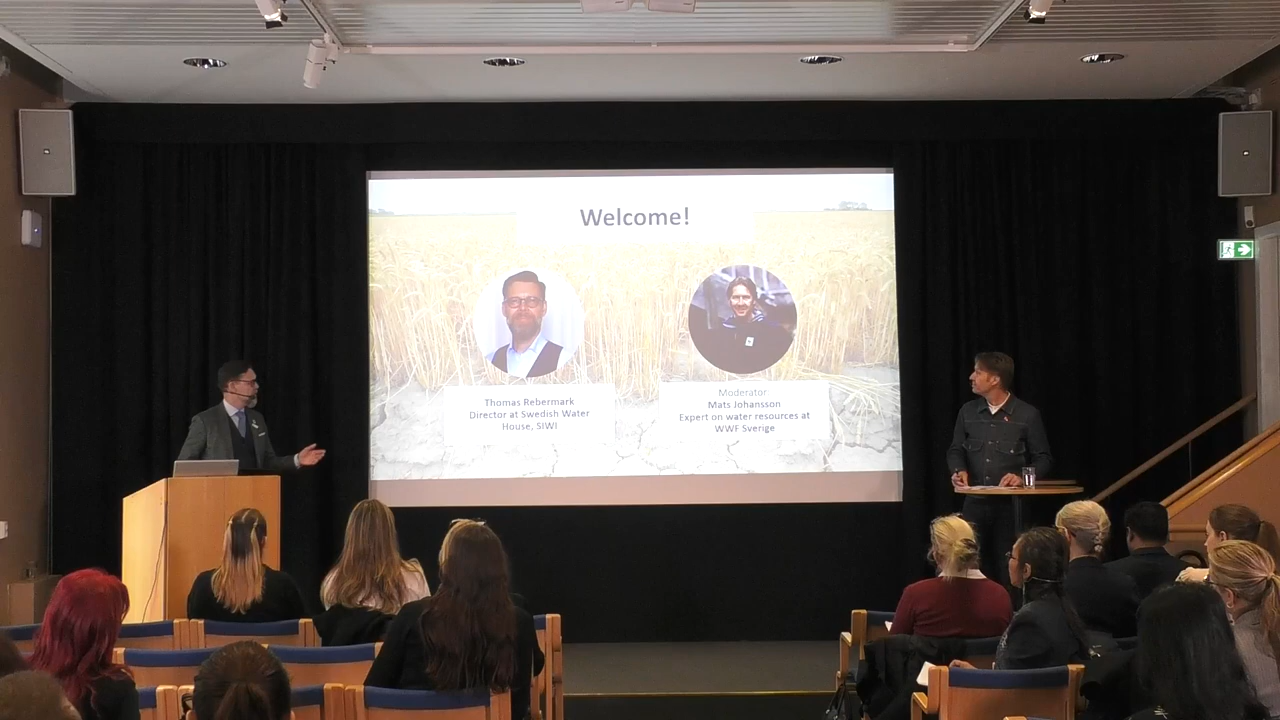 Welcome!
Thomas Rebermark
Director at Swedish Water
House, SIWI
Moderator
Mats Johansson
Expert on water resources at
WWF Sverige